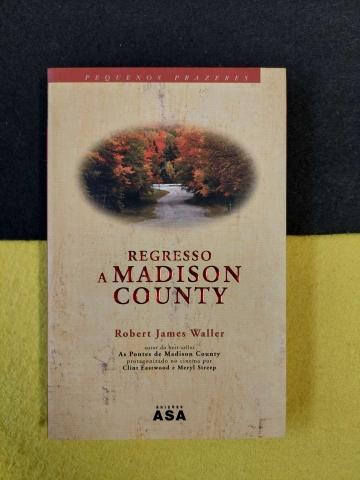 PEQUENOS PRAZERES
REGRESSO
A MADISON
COUNTY
Robert James Waller
autor do best-seller
As Pontes de Madison County
protagonizado no cinema por
Clint Eastwood e Meryl Streep
EDIÇÕES
ASA